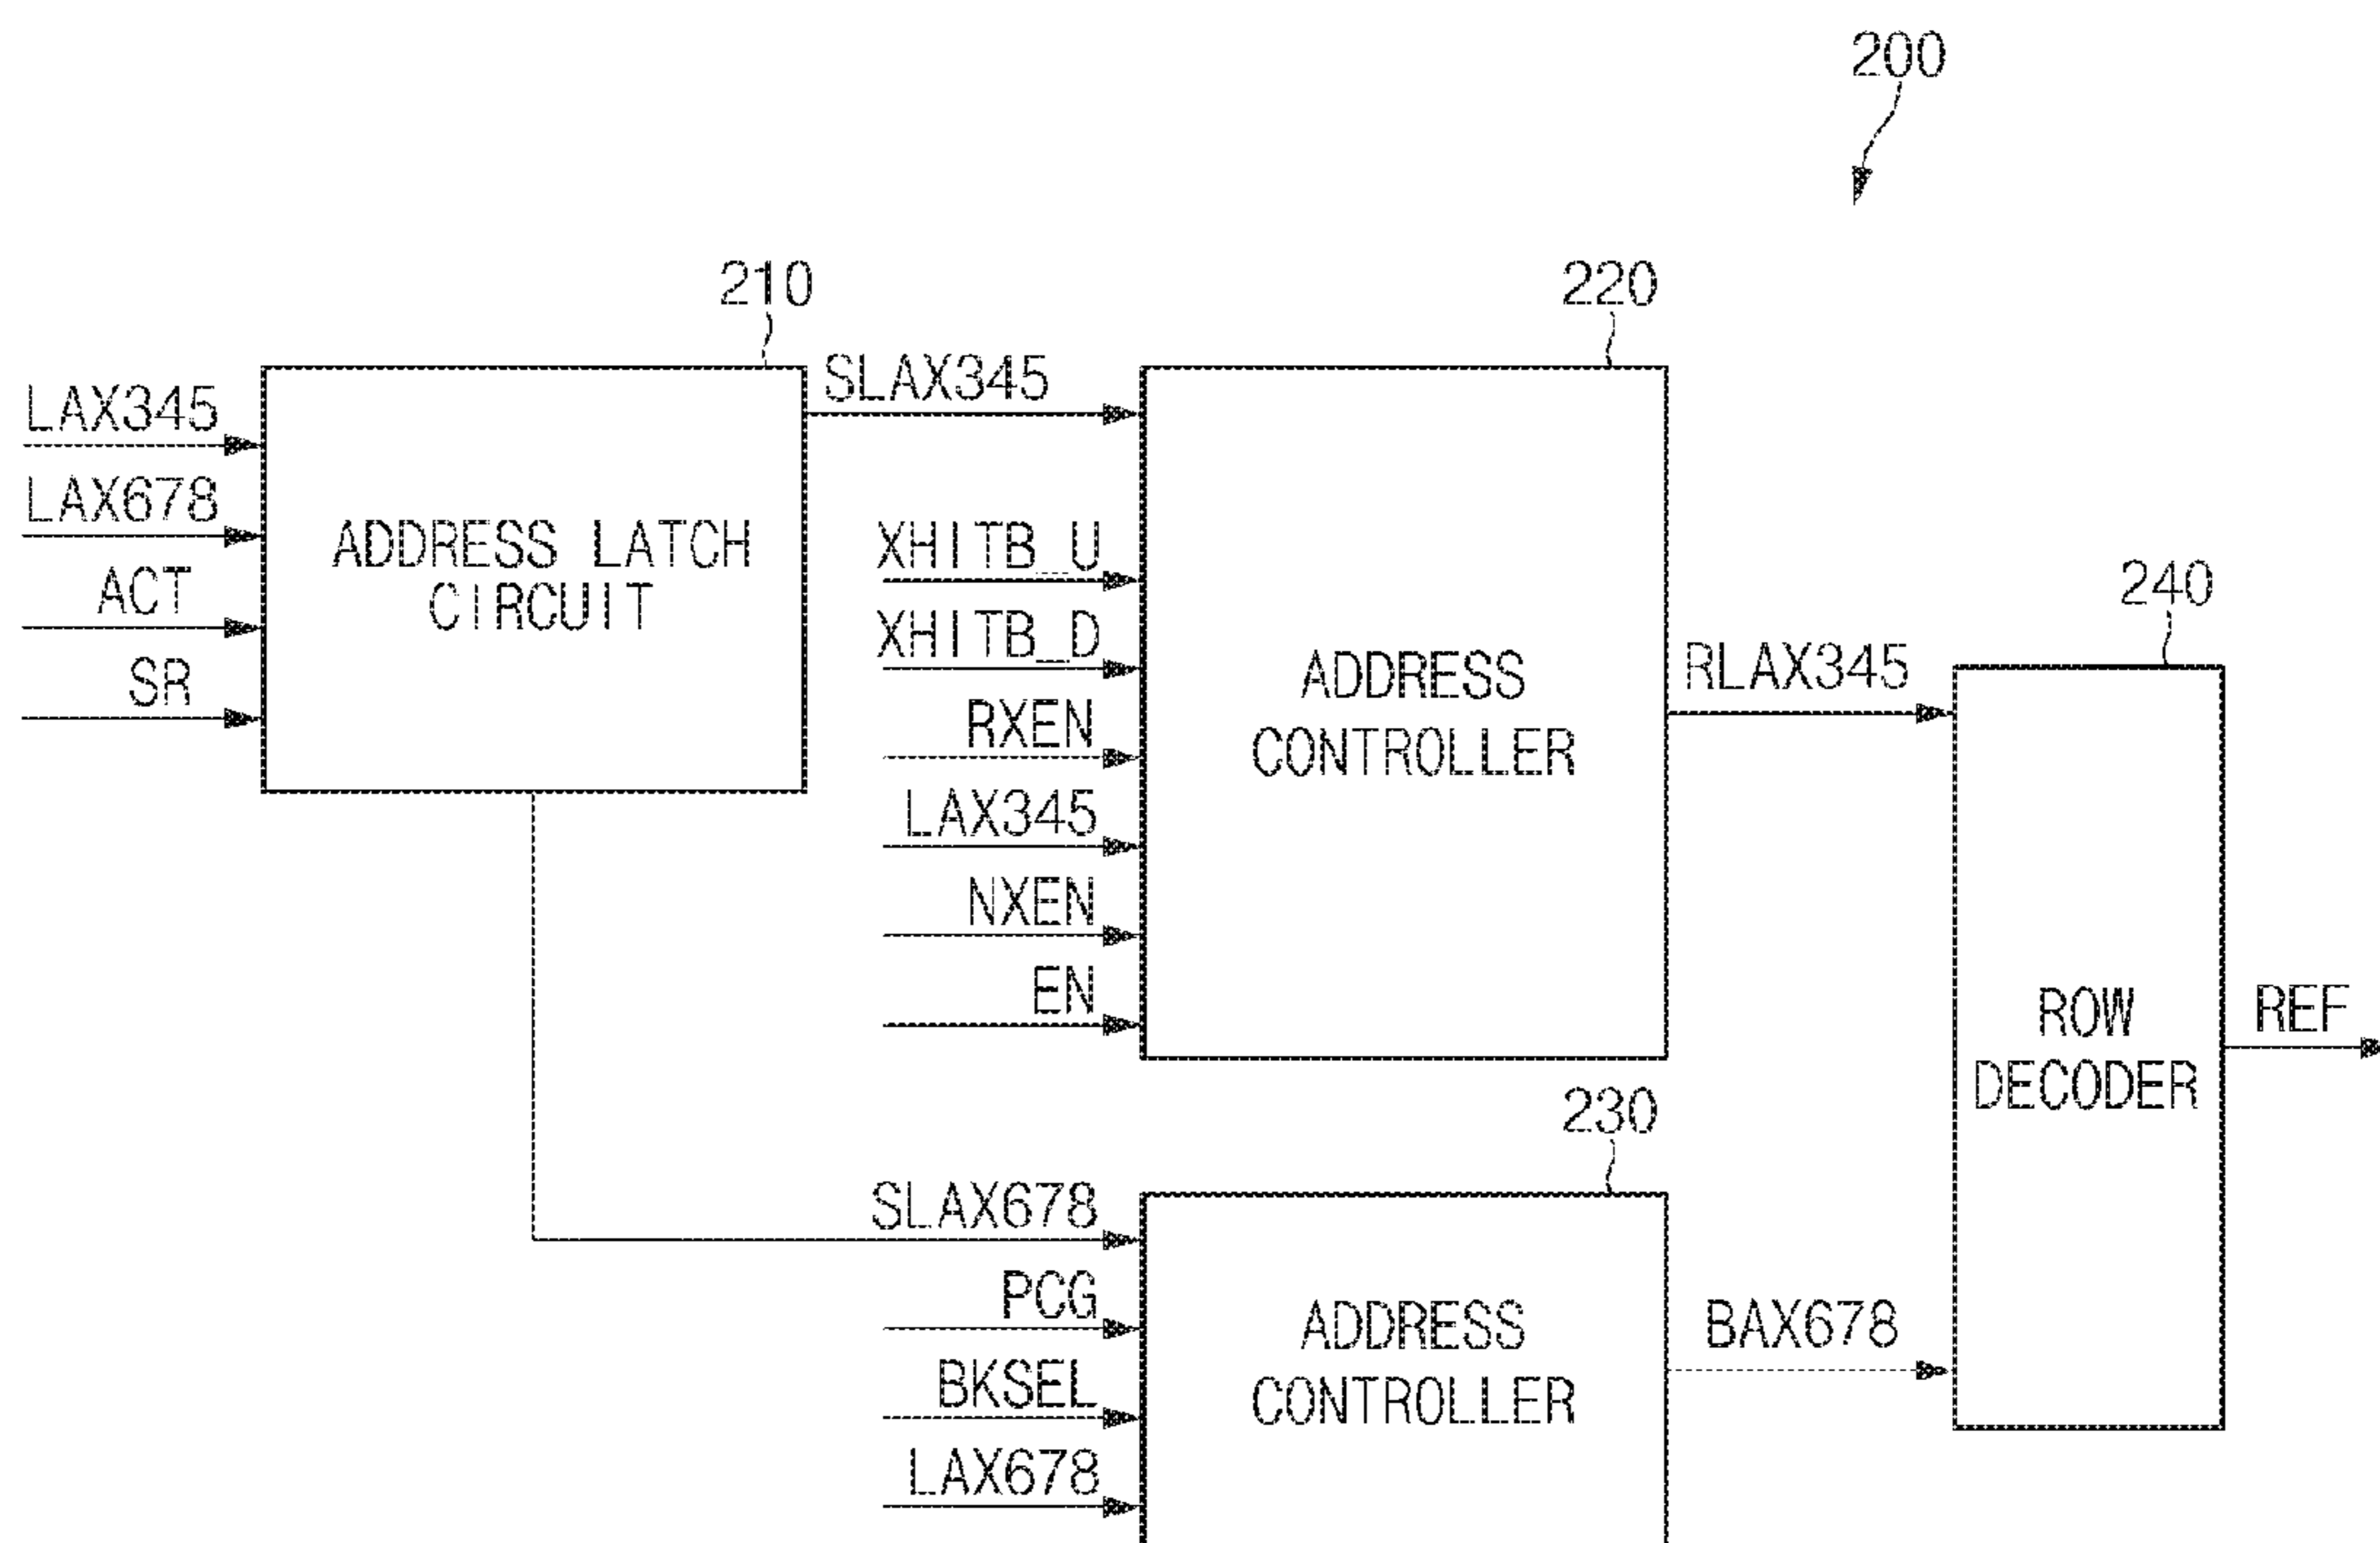 200
210
220
SLAX345
LAX345
LAX678
ADDRESS LATCH
CIRCUIT
ACT
SR
XHITB_U
XHITB_D
RXEN
LAX345
NXEN
EN
ADDRESS
CONTROLLER
RLAX345
240
ROW
DECODER
REF
230
SLAX678
PCG
BKSEL
LAX678
ADDRESS
CONTROLLER
BAX678